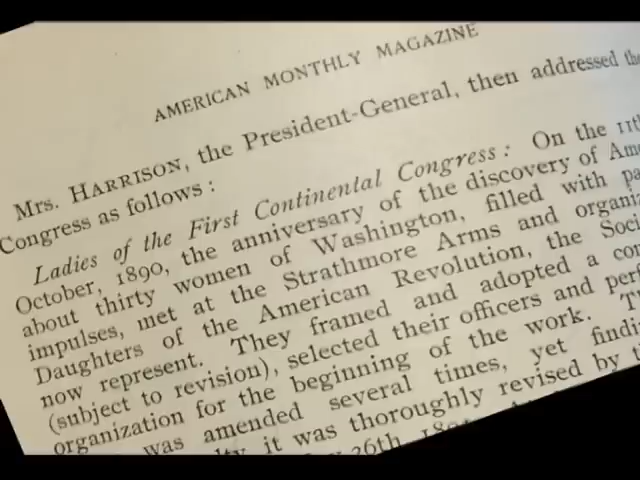 AMERICAN MONTHLY MAGAZINE
Mrs. HARRISON, the President-General, then addressed the
Congress as follows:
Ladies of the First Continental Congress: On the 11th
October, 1890, the anniversary of the discovery of Ame
about thirty women of Washington, filled with pa
impulses, met at the Strathmore Arms and organiz
Daughters of the American Revolution, the Soci
now represent. They framed and adopted a con
(subject to revision), selected their officers and perf
organization for the beginning of the work. T
was amended several times, yet findi
it was thoroughly revised by t
26th